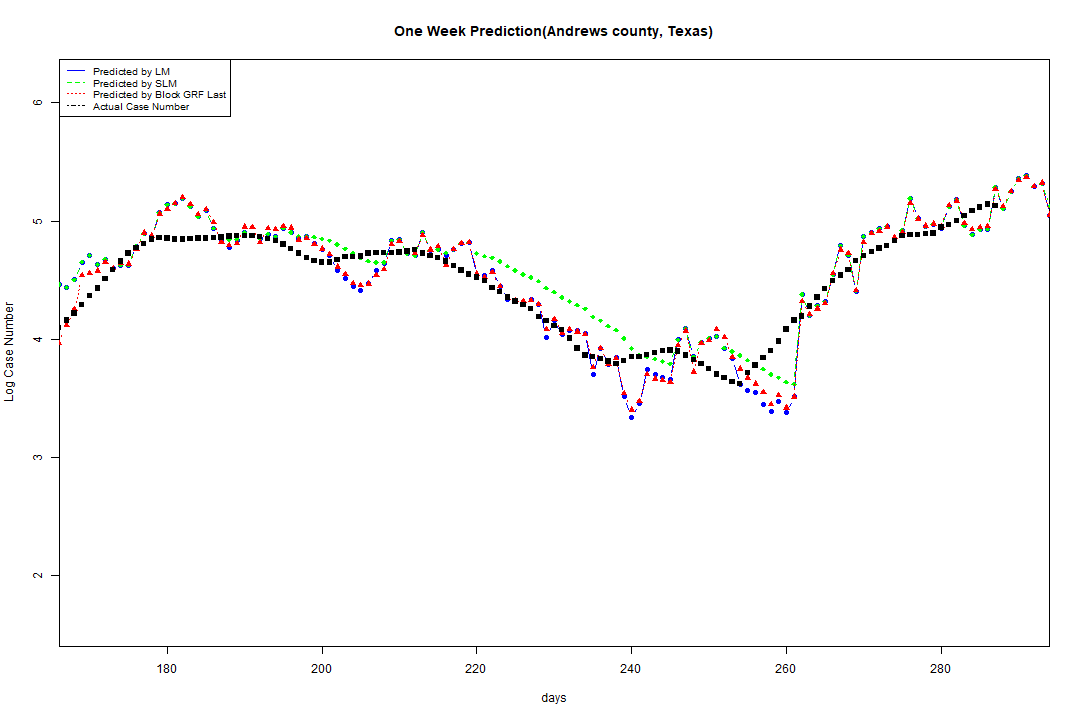 One Week Prediction(Andrews county, Texas)
Predicted by LM
Predicted by SLM
Predicted by Block GRF Last
Actual Case Number
6
5
4
3
2
Log Case Number
180 200 220 240 260 280
days